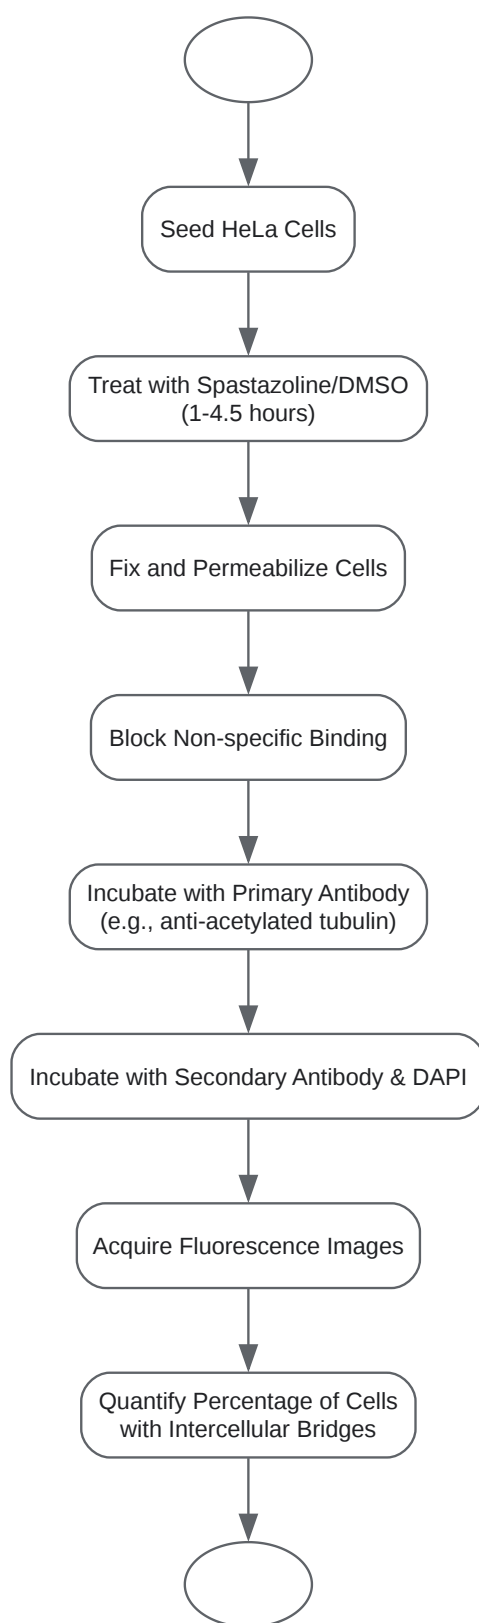 Seed HeLa Cells
Treat with Spastazoline/DMSO
(1-4.5 hours)
Fix and Permeabilize Cells
Block Non-specific Binding
Incubate with Primary Antibody
(e.g., anti-acetylated tubulin)
Incubate with Secondary Antibody & DAPI
Acquire Fluorescence Images
Quantify Percentage of Cells
with Intercellular Bridges